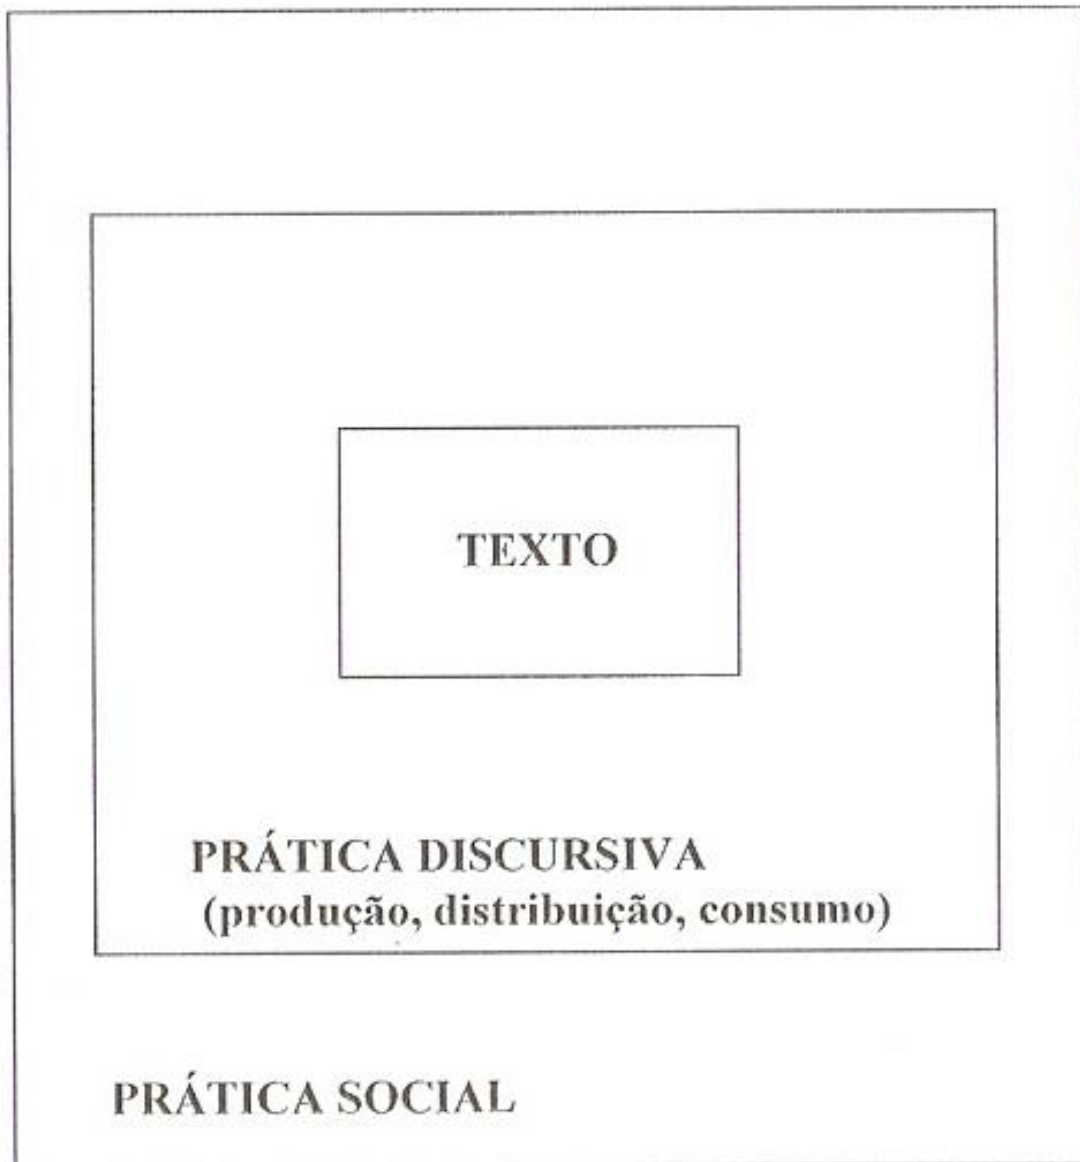 TEXTO
PRÁTICA DISCURSIVA
(produção, distribuição, consumo)
PRÁTICA SOCIAL